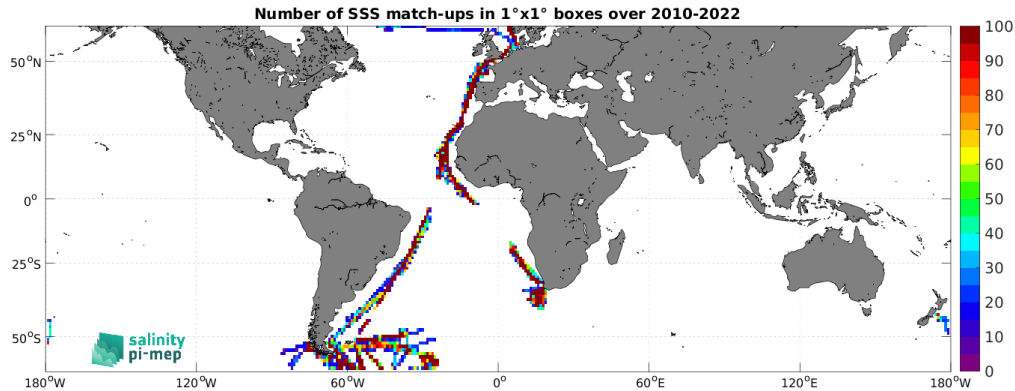 Number of SSS match-ups in 1°x1° boxes over 2010-2022
50°N
25°N
0°
25°S
50°S
180°W
120°W
60°W
0°
60°E
120°E
180°W
100
90
80
70
60
50
40
30
20
10
0
salinity
pi-mep